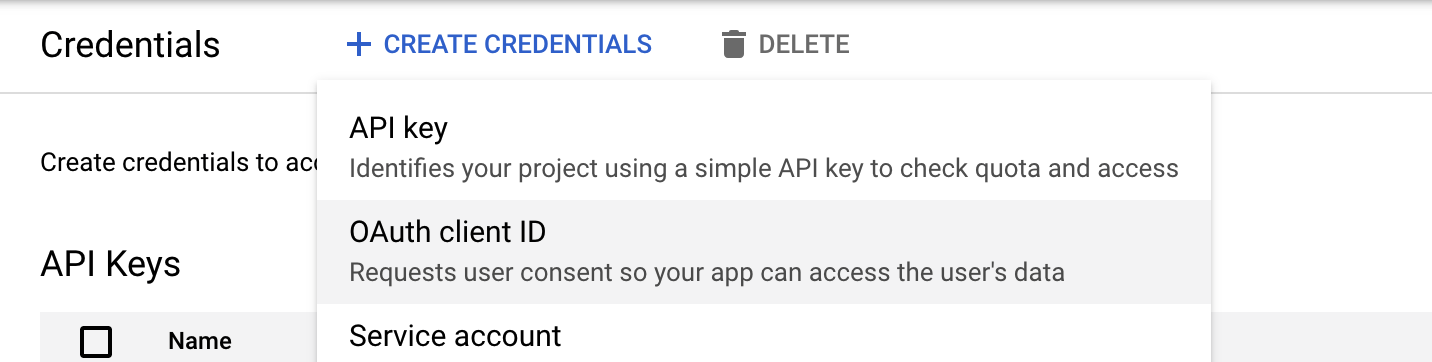 Credentials
CREATE CREDENTIALS
DELETE
API key
Create credentials to acc
Identifies your project using a simple API key to check quota and access
OAuth client ID
API Keys
Requests user consent so your app can access the user's data
Name
Service account